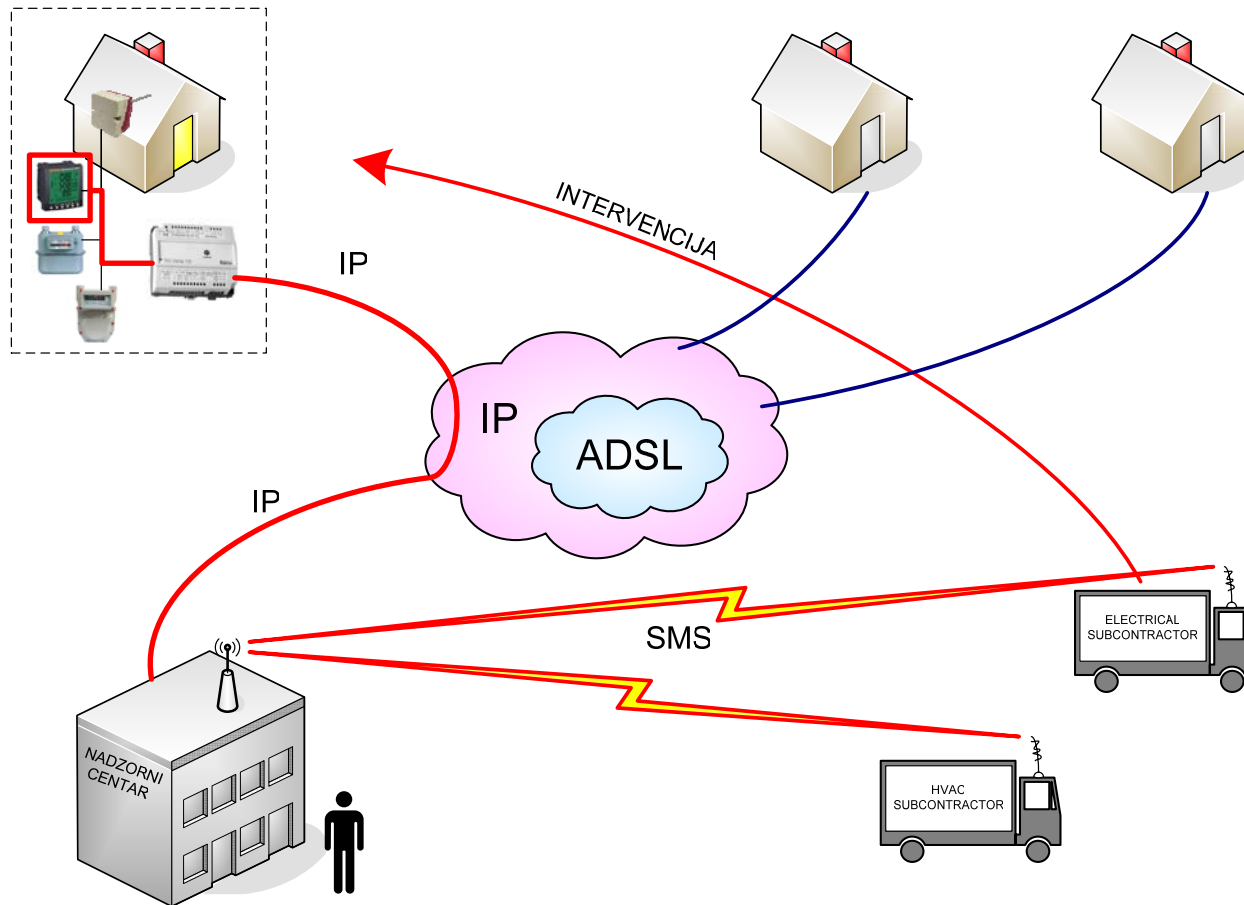 INTERVENCIJA
IP
IP
ADSL
IP
SMS
ELECTRICAL
SUBCONTRACTOR
NADZORNI
CENTAR
HVAC
SUBCONTRACTOR